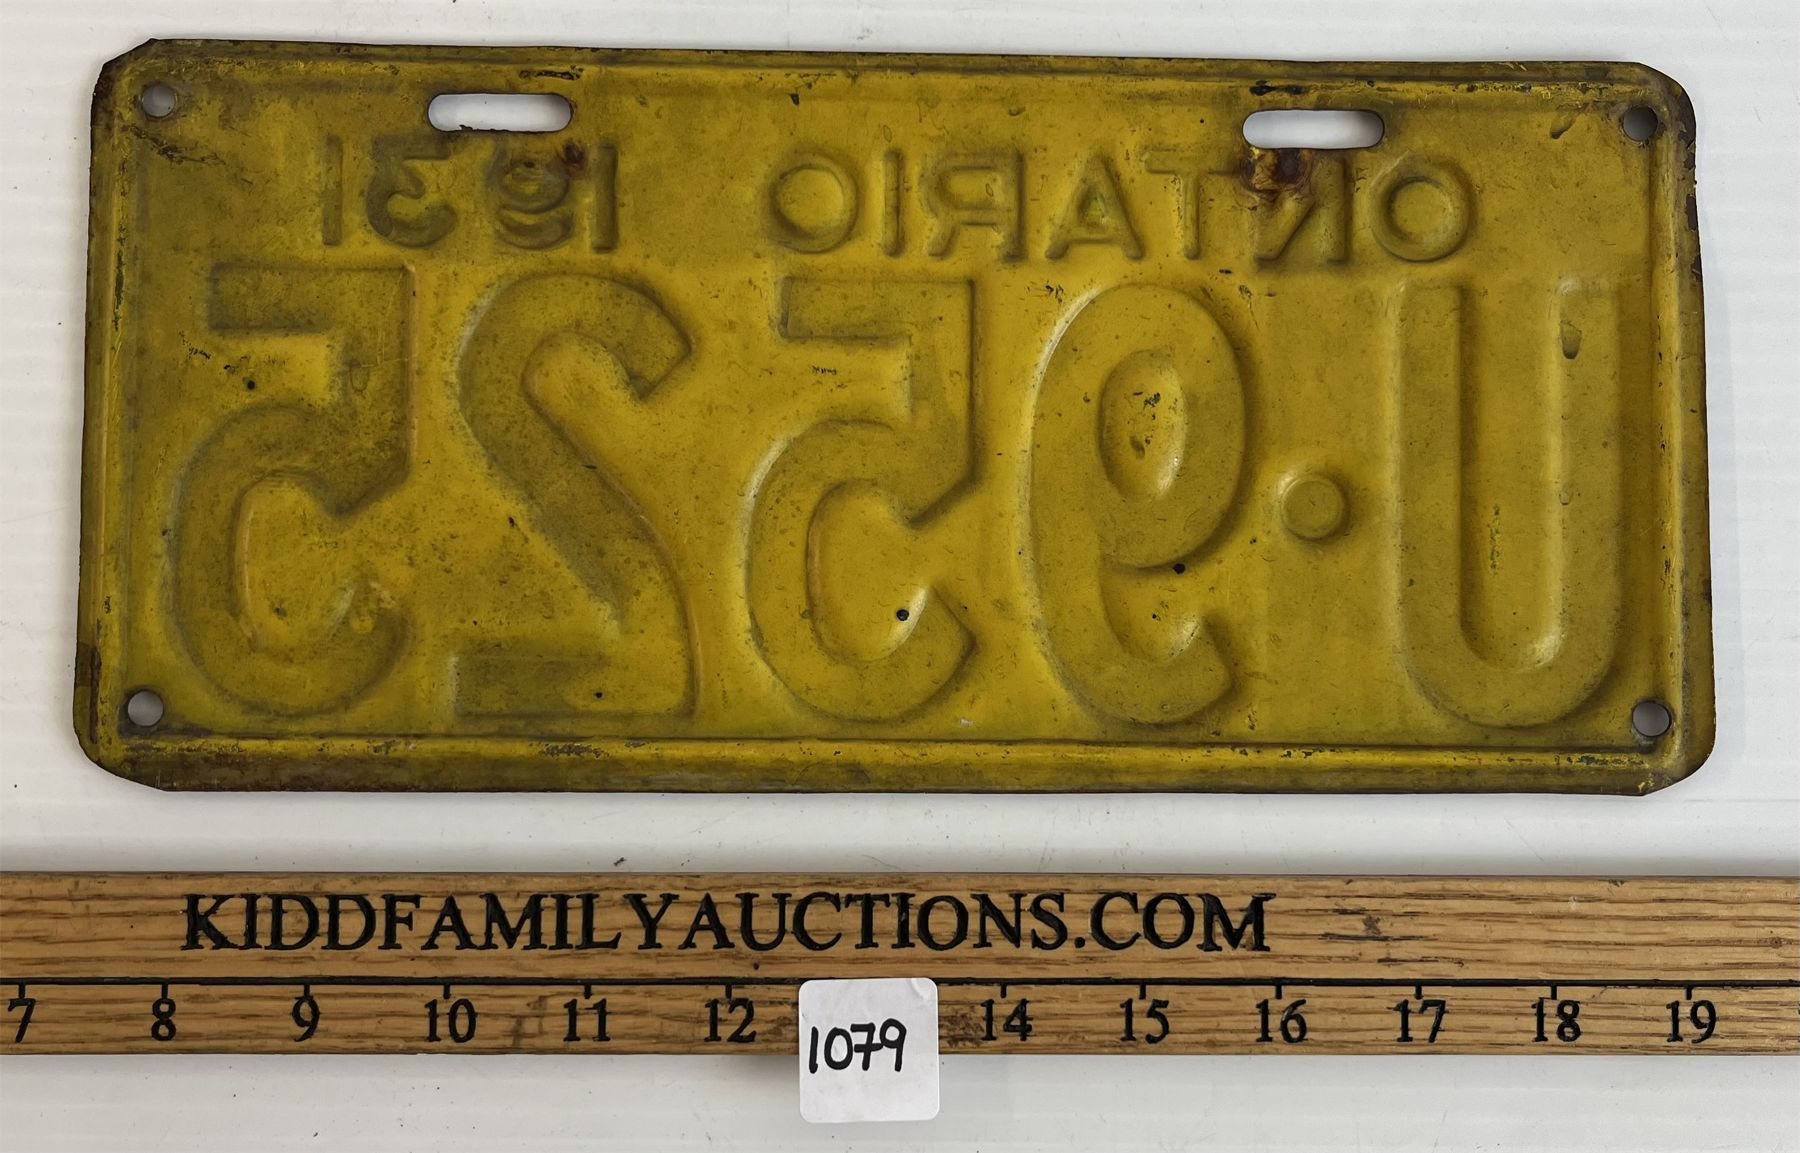 ONTARIO 1931
U·9525
KIDDFAMILYAUCTIONS.COM
7 8 9 10 11 12 14 15 16 17 18 19
1079